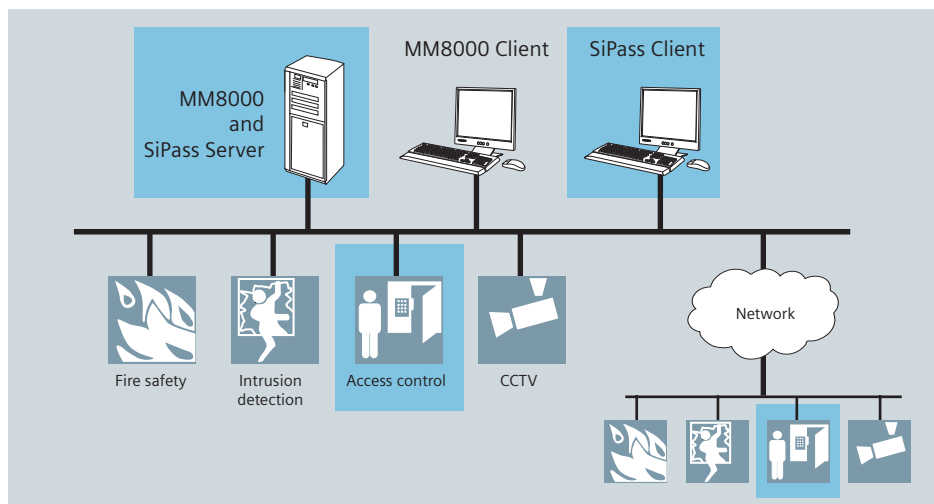 MM8000
and
SiPass Server
MM8000 Client
SiPass Client
Fire safety
Intrusion
detection
Access control
CCTV
Network